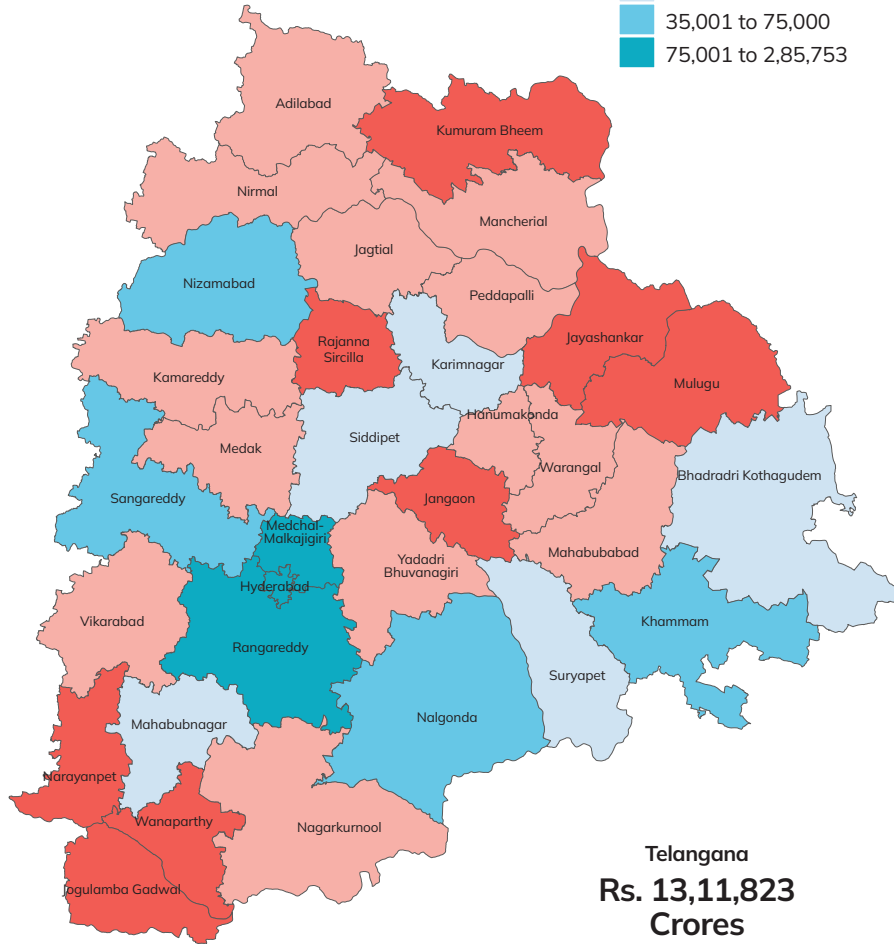 35,001 to 75,000
75,001 to 2,85,753
Adilabad
Kumuram Bheem
Nirmal
Mancherial
Jagtial
Nizamabad
Peddapalli
Rajanna
Sircilla
Jayashankar
Karimnagar
Kamareddy
Mulugu
Hanumakonda
Siddipet
Medak
Warangal
Bhadradri Kothagudem
Sangareddy
Jangaon
Medchal-
Malkajigiri
Mahabubabad
Yadadri
Bhuvanagiri
Hyderabad
Vikarabad
Khammam
Rangareddy
Suryapet
Mahabubnagar
Nalgonda
Narayanpet
Wanaparthy
Nagarkurnool
Jogulamba Gadwal
Telangana
Rs. 13,11,823
Crores